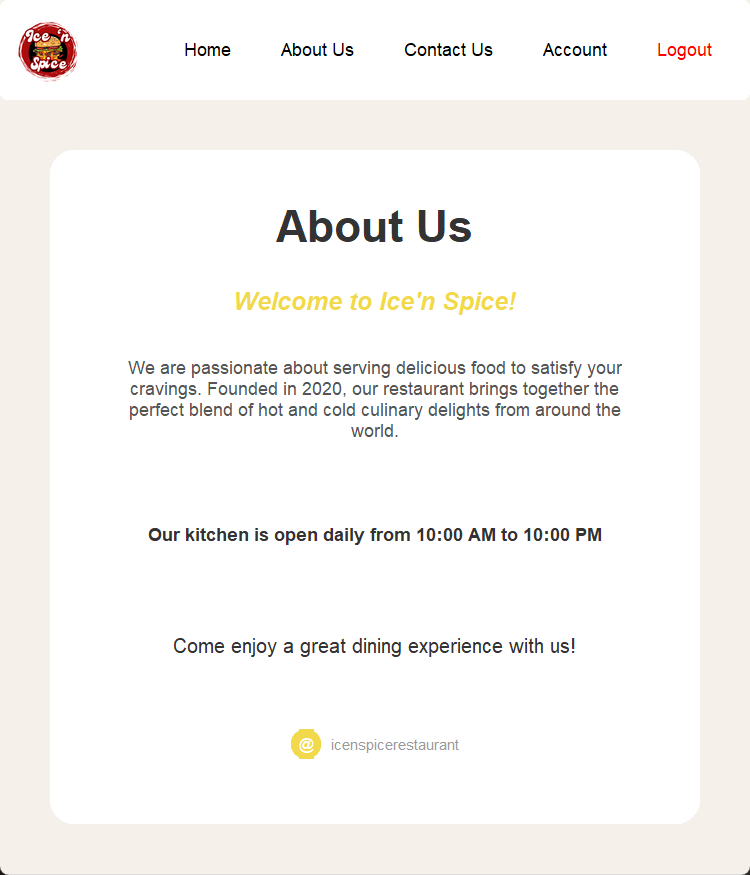 Ice 'n
Spice
Home About Us Contact Us Account Logout
About Us
Welcome to Ice'n Spice!
We are passionate about serving delicious food to satisfy your
cravings. Founded in 2020, our restaurant brings together the
perfect blend of hot and cold culinary delights from around the
world.
Our kitchen is open daily from 10:00 AM to 10:00 PM
Come enjoy a great dining experience with us!
@ icenspicerestaurant